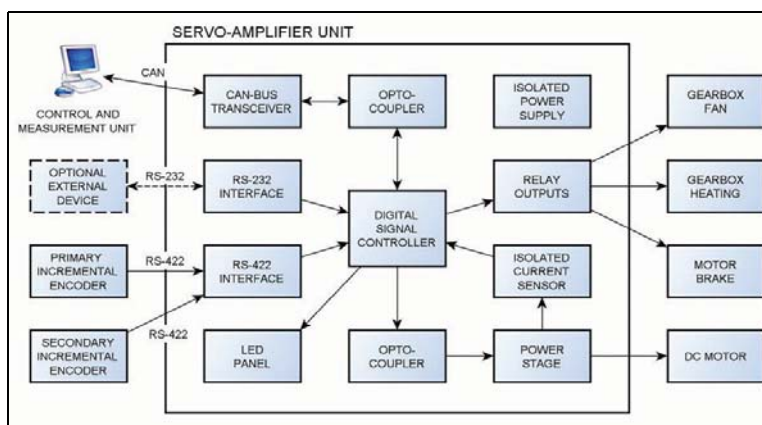 SERVO-AMPLIFIER UNIT
CAN
CONTROL AND
MEASUREMENT UNIT
CAN-BUS
TRANSCEIVER
OPTO-
COUPLER
ISOLATED
POWER
SUPPLY
GEARBOX
FAN
OPTIONAL
EXTERNAL
DEVICE
RS-232
RS-232
INTERFACE
DIGITAL
SIGNAL
CONTROLLER
RELAY
OUTPUTS
GEARBOX
HEATING
PRIMARY
INCREMENTAL
ENCODER
RS-422
RS-422
INTERFACE
ISOLATED
CURRENT
SENSOR
MOTOR
BRAKE
SECONDARY
INCREMENTAL
ENCODER
RS-422
LED
PANEL
OPTO-
COUPLER
POWER
STAGE
DC MOTOR